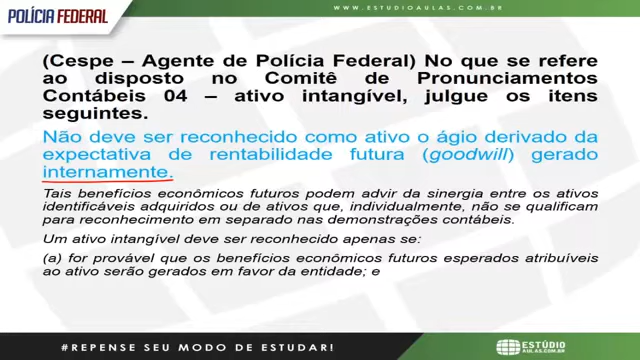 POLÍCIA FEDERAL
WWW.ESTUDIOAULAS.COM.BR
(Cespe – Agente de Polícia Federal) No que se refere
ao disposto no Comitê de Pronunciamentos
Contábeis 04 – ativo intangível, julgue os itens
seguintes.
Não deve ser reconhecido como ativo o ágio derivado da
expectativa de rentabilidade futura (goodwill) gerado
internamente.
Tais benefícios econômicos futuros podem advir da sinergia entre os ativos
identificáveis adquiridos ou de ativos que, individualmente, não se qualificam
para reconhecimento em separado nas demonstrações contábeis.
Um ativo intangível deve ser reconhecido apenas se:
(a) for provável que os benefícios econômicos futuros esperados atribuíveis
ao ativo serão gerados em favor da entidade; e
#REPENSE SEU MODO DE ESTUDAR!
ESTÚDIO
AULAS.COM.BR